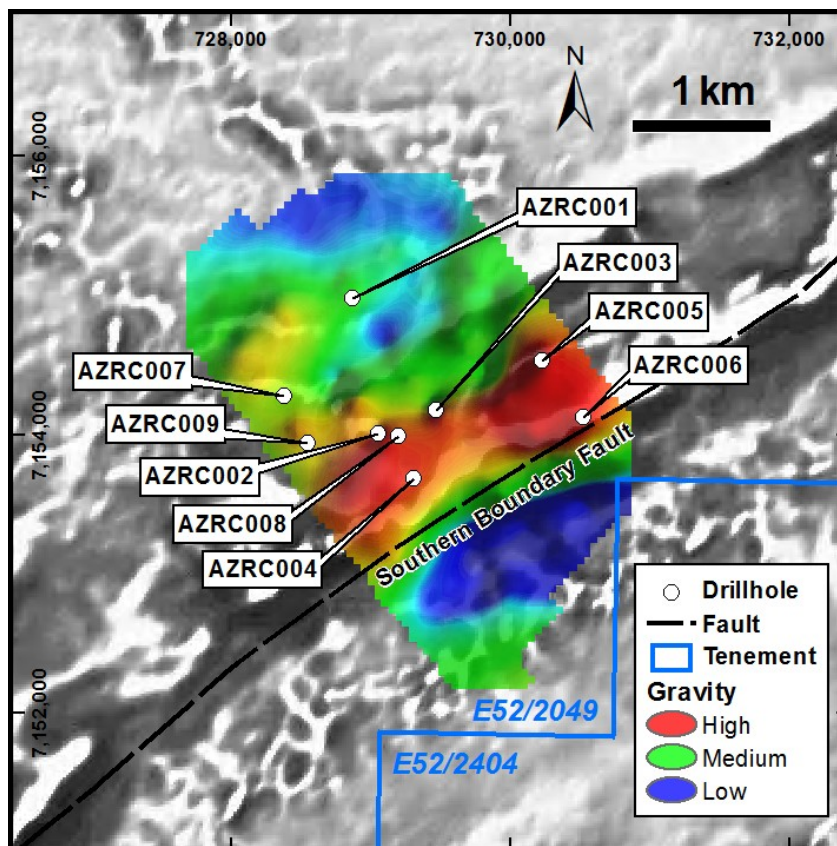 728,000
730,000
732,000
N
1 km
7,156,000
AZRC001
AZRC003
AZRC005
AZRC007
AZRC006
AZRC009
7,154,000
AZRC002
AZRC008
AZRC004
Southern Boundary Fault
Drillhole
Fault
Tenement
Gravity
High
Medium
Low
7,152,000
E52/2049
E52/2404